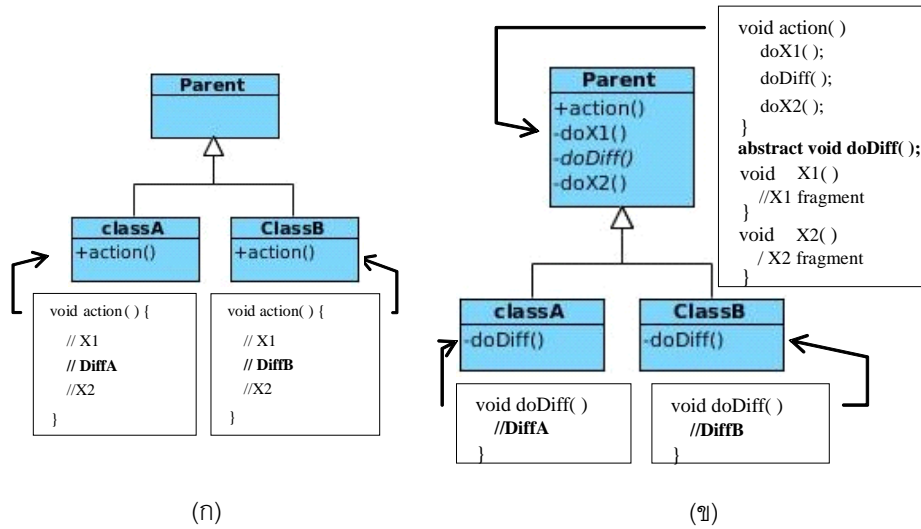 Parent
classA
+action()
ClassB
+action()
void action( ) {
// X1
// DiffA
//X2
}
void action( ) {
// X1
// DiffB
//X2
}
(ก)
Parent
+action()
-doX1()
-doDiff()
-doX2()
void action( )
doX1( );
doDiff( );
doX2( );
}
abstract void doDiff( );
void X1( )
//X1 fragment
}
void X2( )
/ X2 fragment
}
classA
-doDiff()
ClassB
-doDiff()
void doDiff( )
//DiffA
}
void doDiff( )
//DiffB
}
(ข)